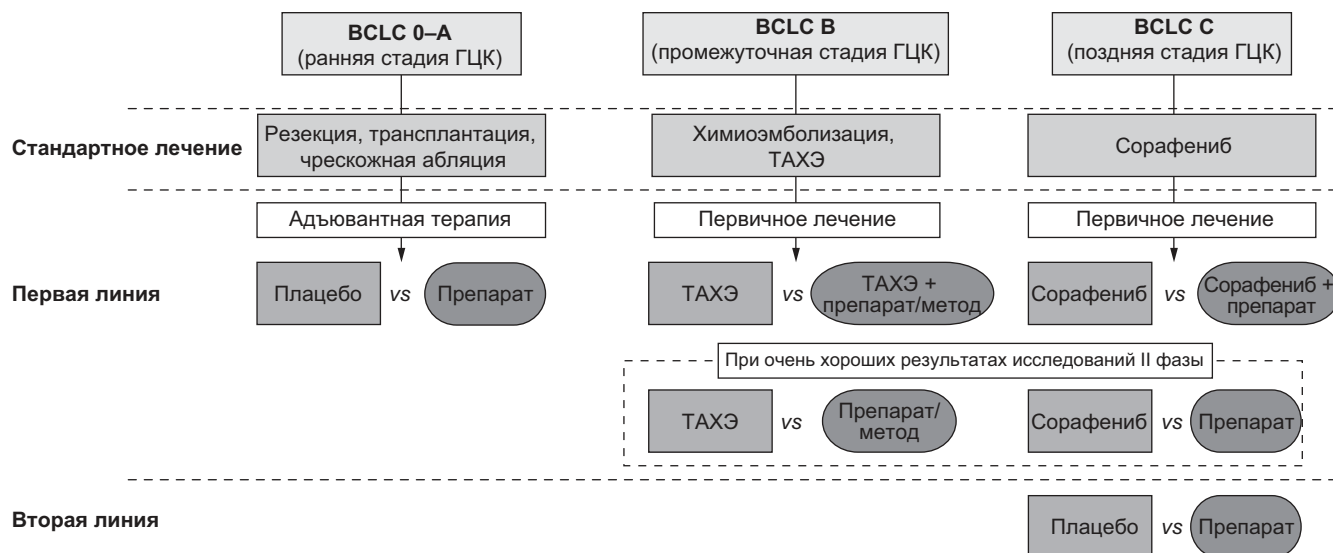 BCLC 0–A
(ранняя стадия ГЦК)
BCLC B
(промежуточная стадия ГЦК)
BCLC C
(поздняя стадия ГЦК)
Стандартное лечение
Резекция, трансплантация,
чрескожная абляция
Химиоэмболизация,
ТАХЭ
Сорафениб
Адъювантная терапия
Первичное лечение
Первичное лечение
Первая линия
Плацебо vs Препарат
ТАХЭ vs ТАХЭ +
препарат/метод
Сорафениб vs Сорафениб +
препарат
При очень хороших результатах исследований II фазы
ТАХЭ vs Препарат/
метод
Сорафениб vs Препарат
Вторая линия
Плацебо vs Препарат